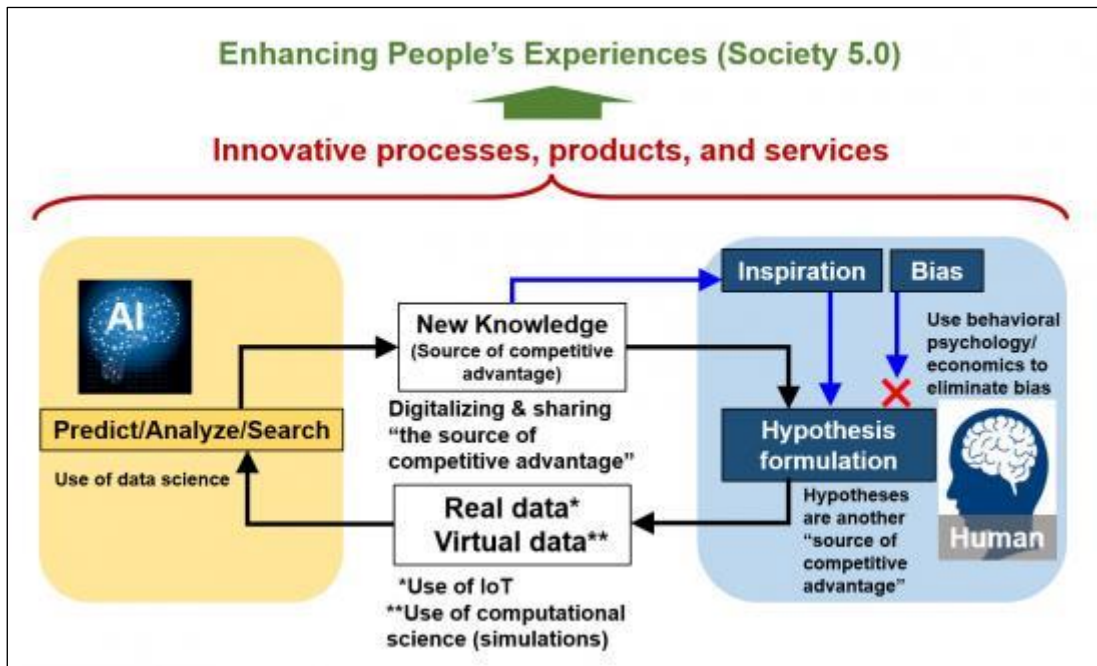 Enhancing People's Experiences (Society 5.0)
Innovative processes, products, and services
AI
Predict/Analyze/Search
Use of data science
New Knowledge
(Source of competitive
advantage)
Digitalizing & sharing
“the source of
competitive advantage”
Real data*
Virtual data**
*Use of IoT
**Use of computational
science (simulations)
Inspiration
Bias
Use behavioral
psychology/
economics to
eliminate bias
Hypothesis
formulation
Hypotheses
are another
“source of
competitive
advantage”
Human